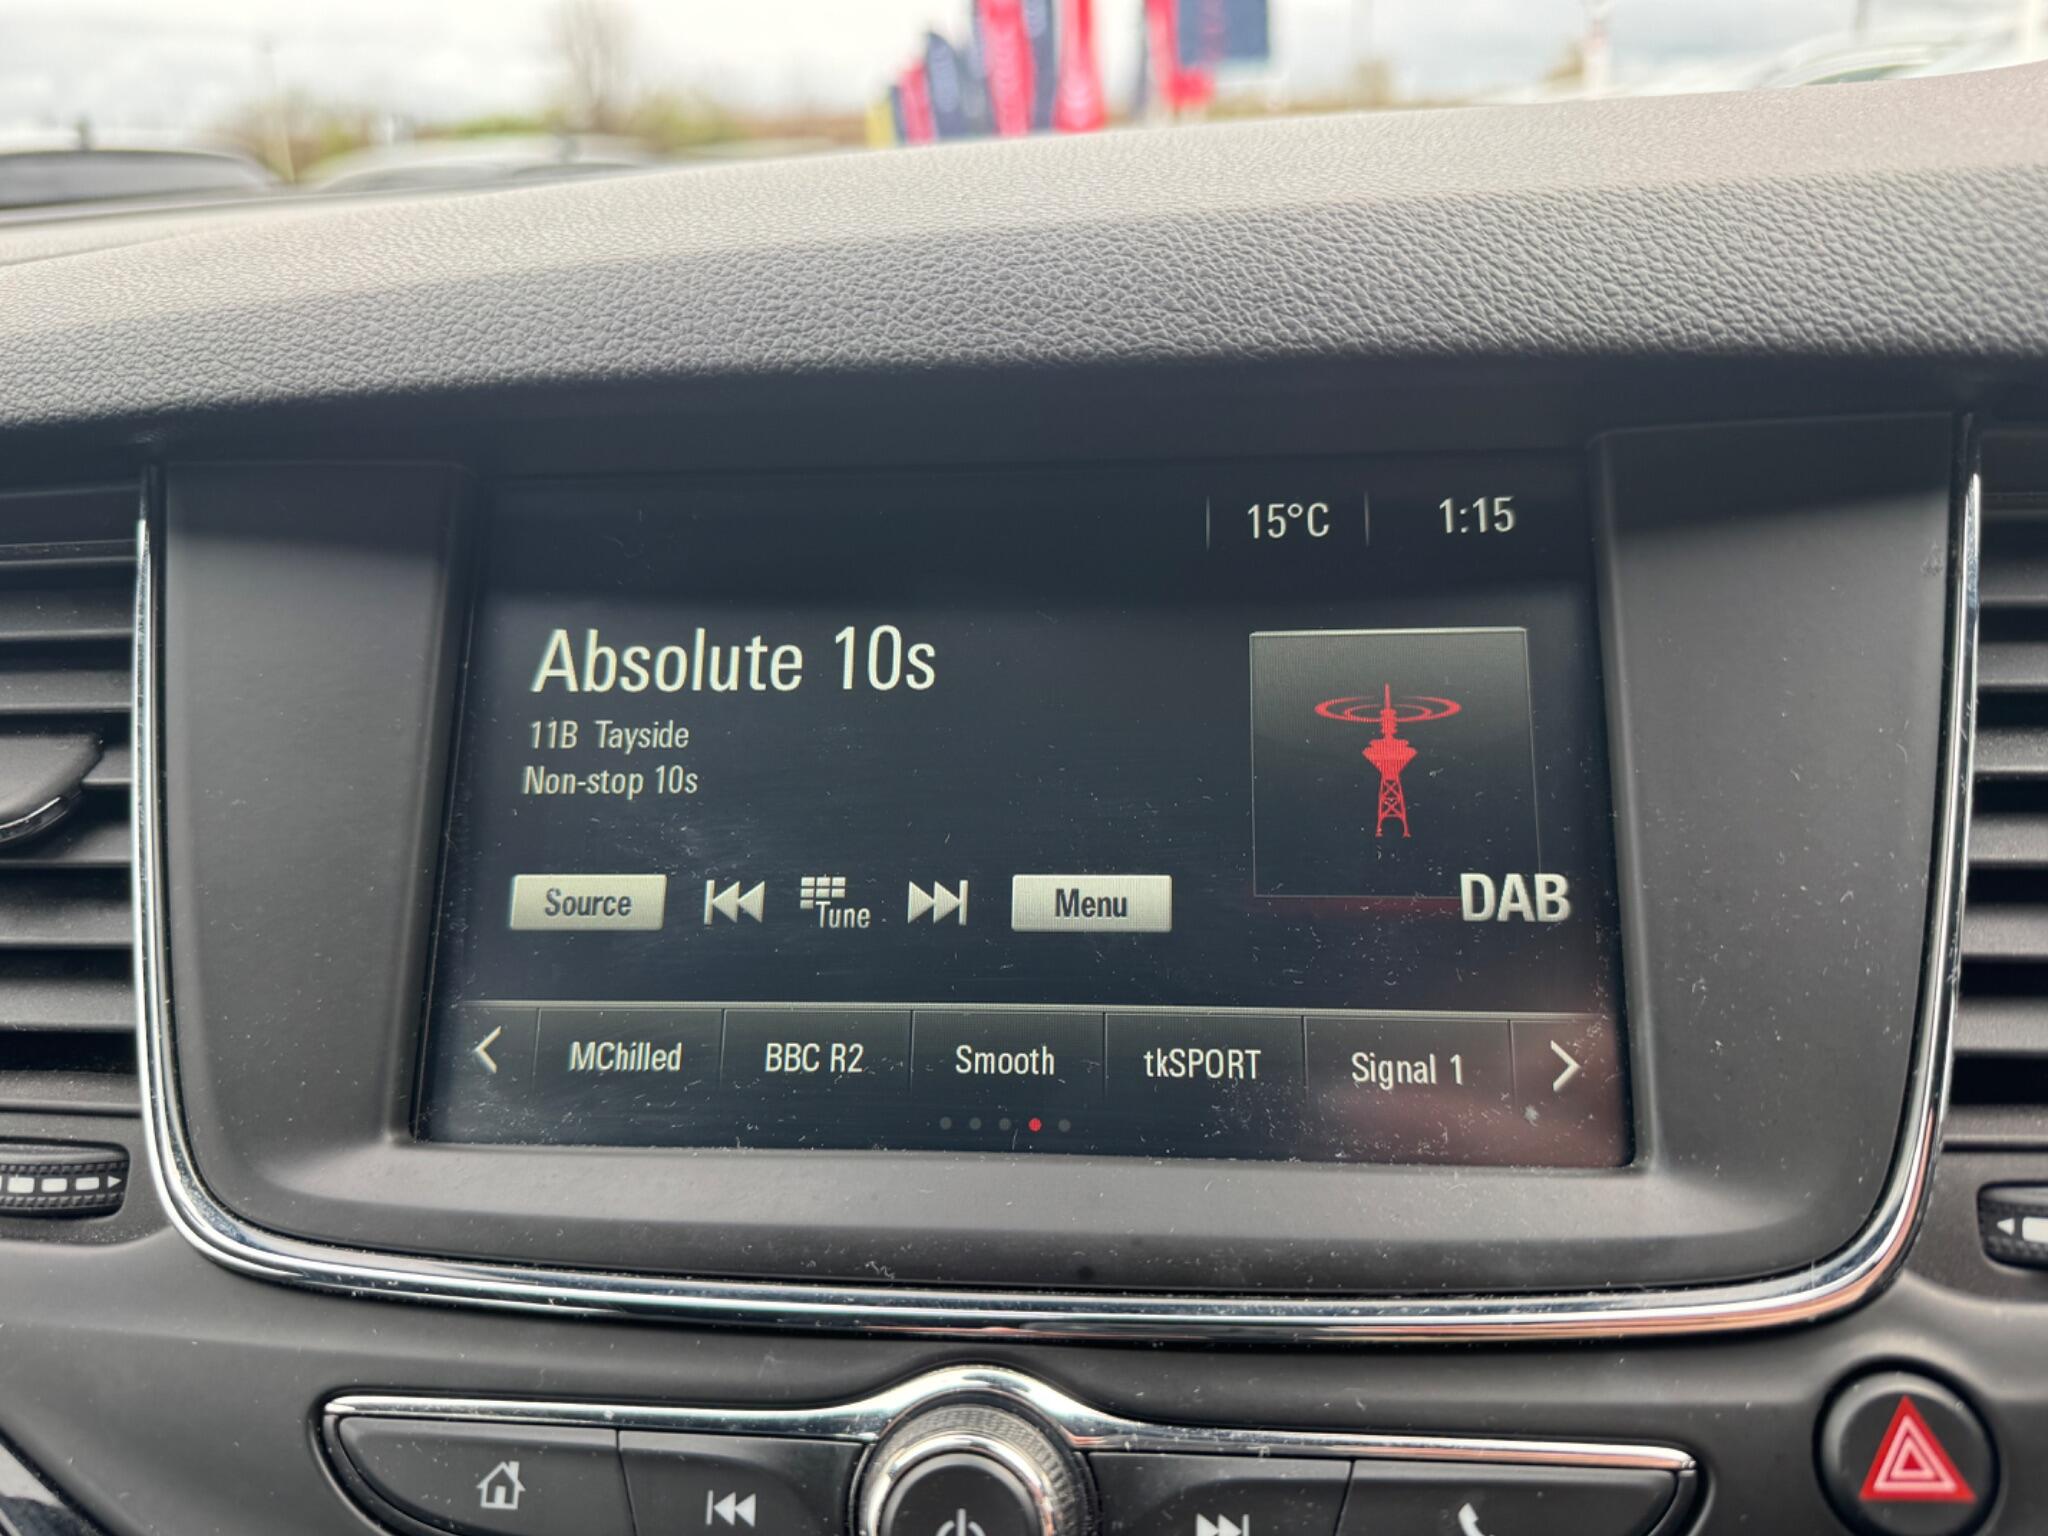 15°C 1:15
Absolute 10s
11B Tayside
Non-stop 10s
Source Tune Menu
DAB
MChilled BBC R2 Smooth tkSPORT Signal 1